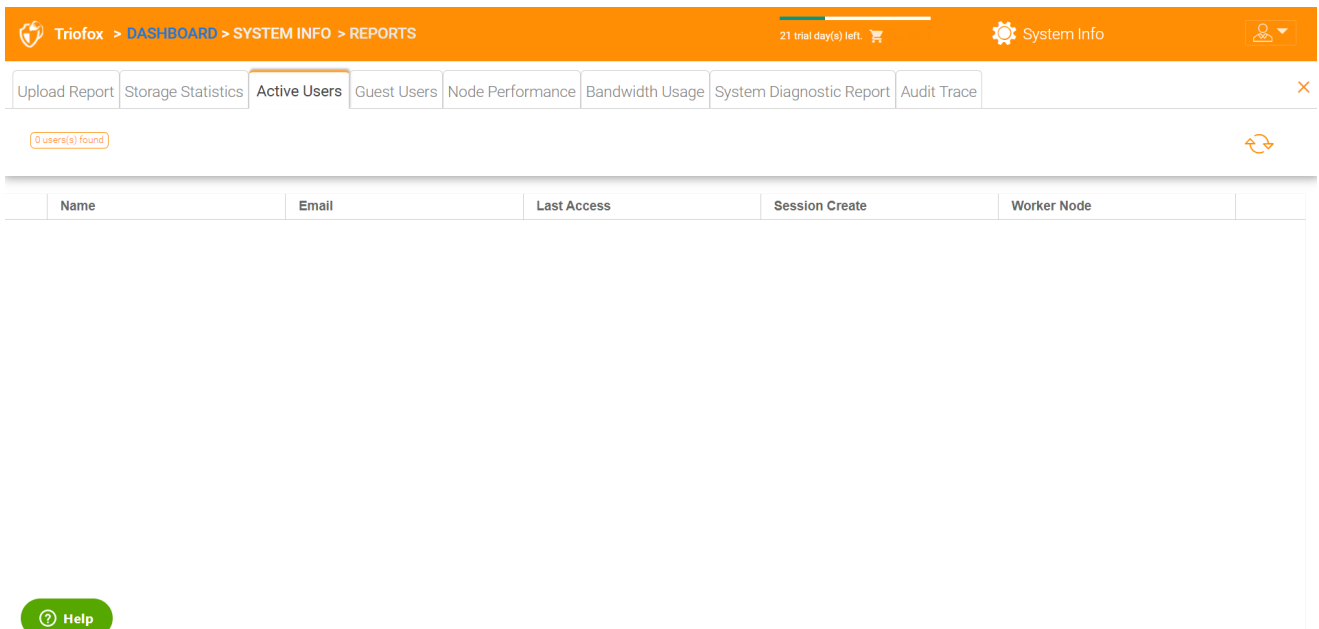 Triofox > DASHBOARD > SYSTEM INFO > REPORTS
21 trial day(s) left.
System Info
Upload Report Storage Statistics Active Users Guest Users Node Performance Bandwidth Usage System Diagnostic Report Audit Trace
0 users(s) found
Name Email Last Access Session Create Worker Node
Help